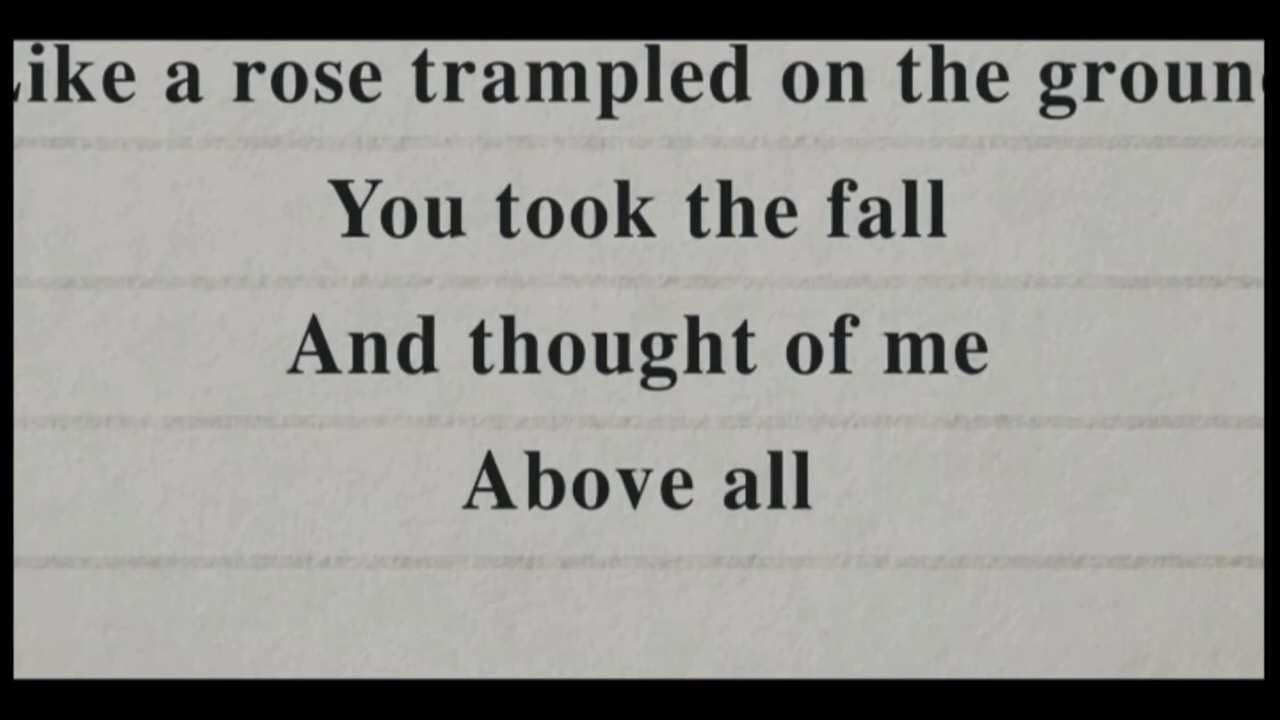 ike a rose trampled on the groun
You took the fall
And thought of me
Above all